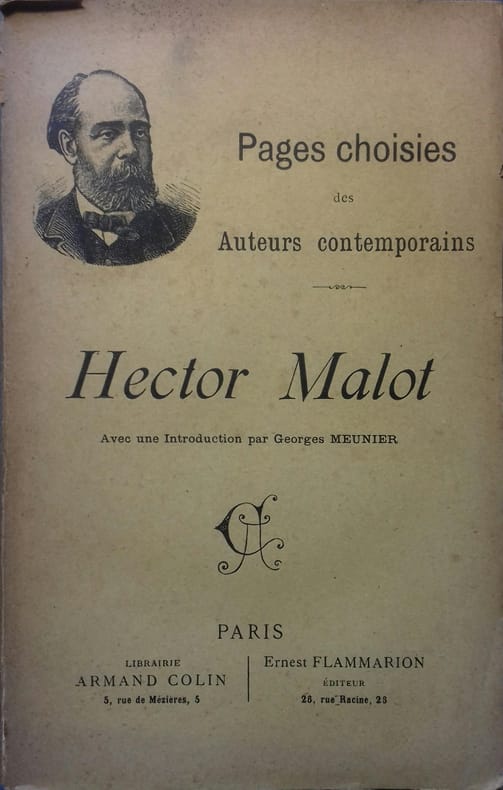 Pages choisies
des
Auteurs contemporains
Hector Malot
Avec une Introduction par Georges MEUNIER
AC
PARIS
LIBRAIRIE
ARMAND COLIN
5, rue de Mézières, 5
Ernest FLAMMARION
ÉDITEUR
26, rue Racine, 26